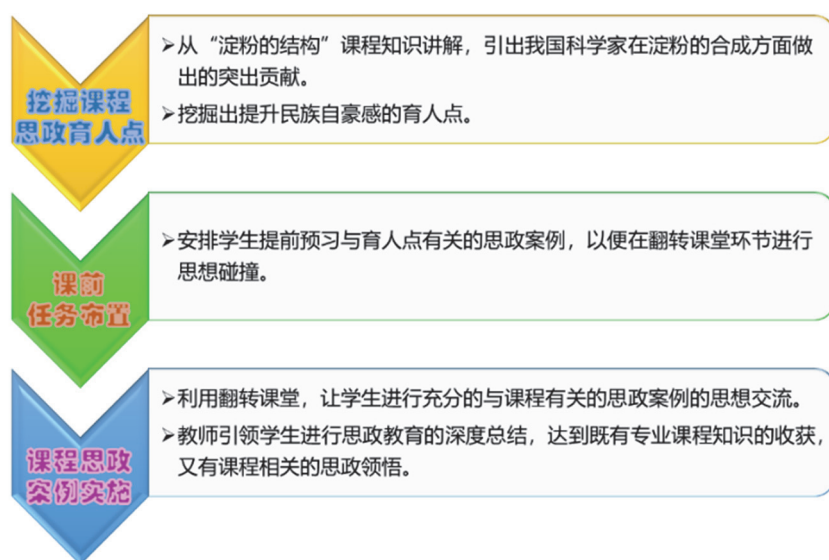 挖掘课程
思政育人点
➢从“淀粉的结构”课程知识讲解，引出我国科学家在淀粉的合成方面做
出的突出贡献。
➢挖掘出提升民族自豪感的育人点。
课前
任务布置
➢安排学生提前预习与育人点有关的思政案例，以便在翻转课堂环节进行
思想碰撞。
课程思政
案例实施
➢利用翻转课堂，让学生进行充分的与课程有关的思政案例的思想交流。
➢教师引领学生进行思政教育的深度总结，达到既有专业课程知识的收获，
又有课程相关的思政领悟。